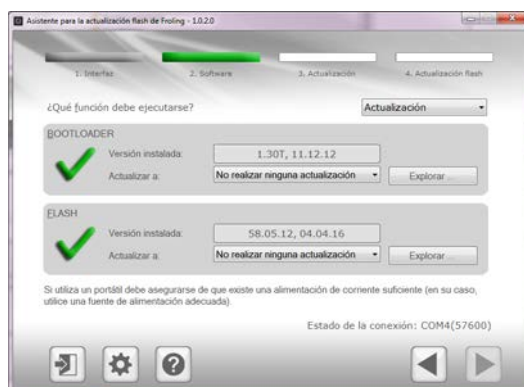 Asistente para la actualización flash de Froling - 1.0.2.0
1. Interfaz
2. Software
3. Actualización
4. Actualización flash
¿Qué función debe ejecutarse?
Actualización
BOOTLOADER
Versión instalada:
1.30T, 11.12.12
Actualizar a:
No realizar ninguna actualización
Explorar ...
FLASH
Versión instalada:
58.05.12, 04.04.16
Actualizar a:
No realizar ninguna actualización
Explorar ...
Si utiliza un portátil debe asegurarse de que existe una alimentación de corriente suficiente (en su caso,
utilice una fuente de alimentación adecuada).
Estado de la conexión: COM4(57600)